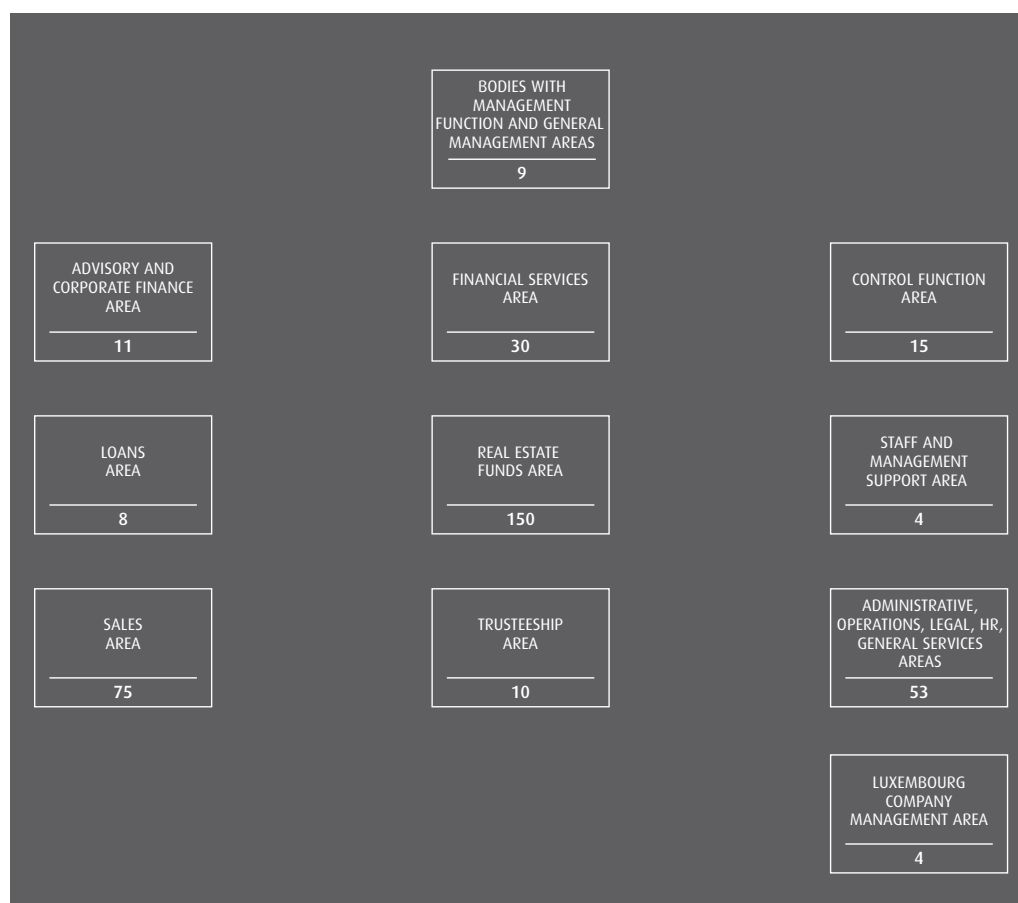 BODIES WITH
MANAGEMENT
FUNCTION AND GENERAL
MANAGEMENT AREAS
9
ADVISORY AND
CORPORATE FINANCE
AREA
11
FINANCIAL SERVICES
AREA
30
CONTROL FUNCTION
AREA
15
LOANS
AREA
8
REAL ESTATE
FUNDS AREA
150
STAFF AND
MANAGEMENT
SUPPORT AREA
4
SALES
AREA
75
TRUSTEESHIP
AREA
10
ADMINISTRATIVE,
OPERATIONS, LEGAL, HR,
GENERAL SERVICES
AREAS
53
LUXEMBOURG
COMPANY
MANAGEMENT AREA
4